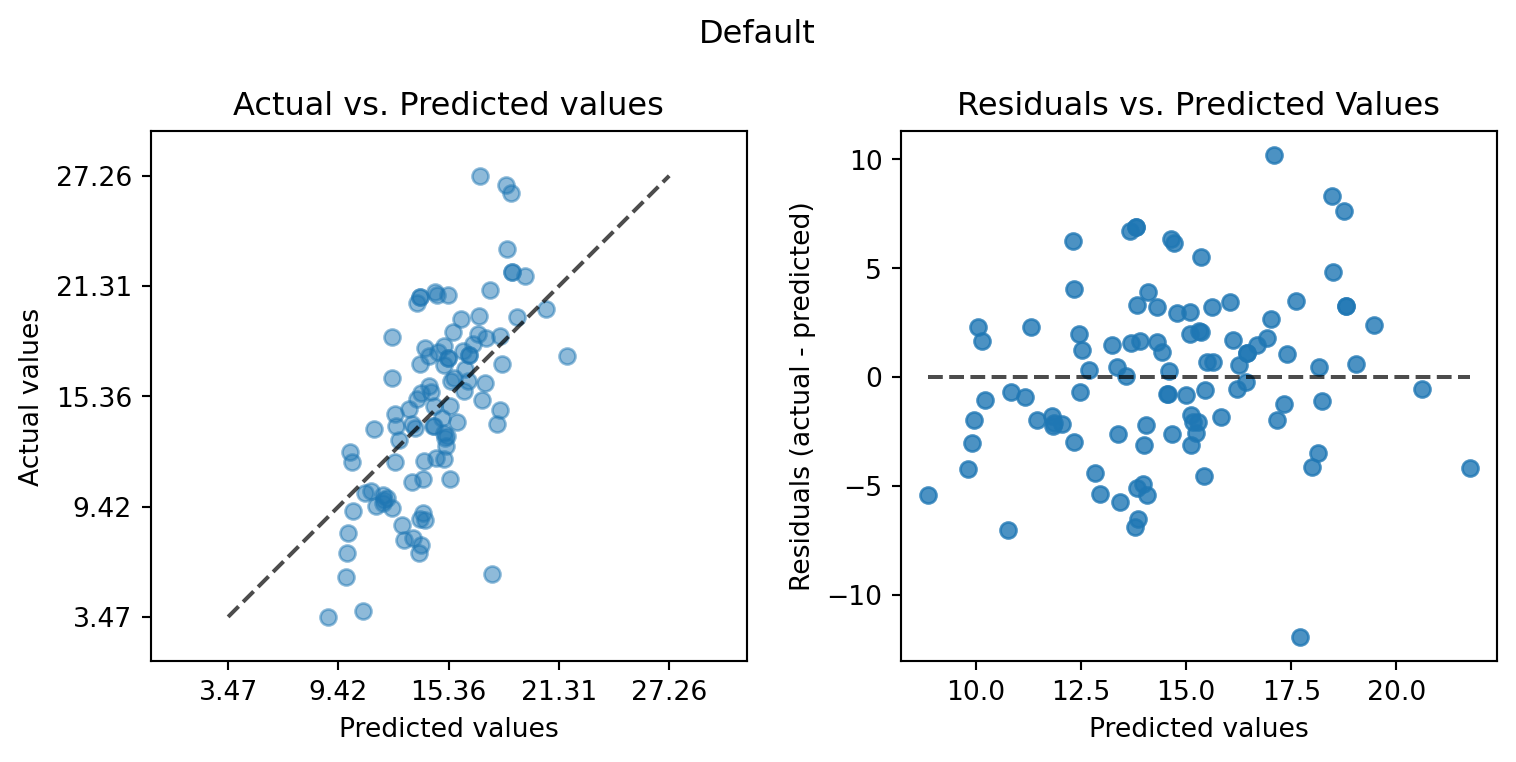 Default
Actual vs. Predicted values
Actual values
27.26
21.31
15.36
9.42
3.47
3.47 9.42 15.36 21.31 27.26
Predicted values
Residuals vs. Predicted Values
Residuals (actual - predicted)
10
5
0
−5
−10
10.0 12.5 15.0 17.5 20.0
Predicted values